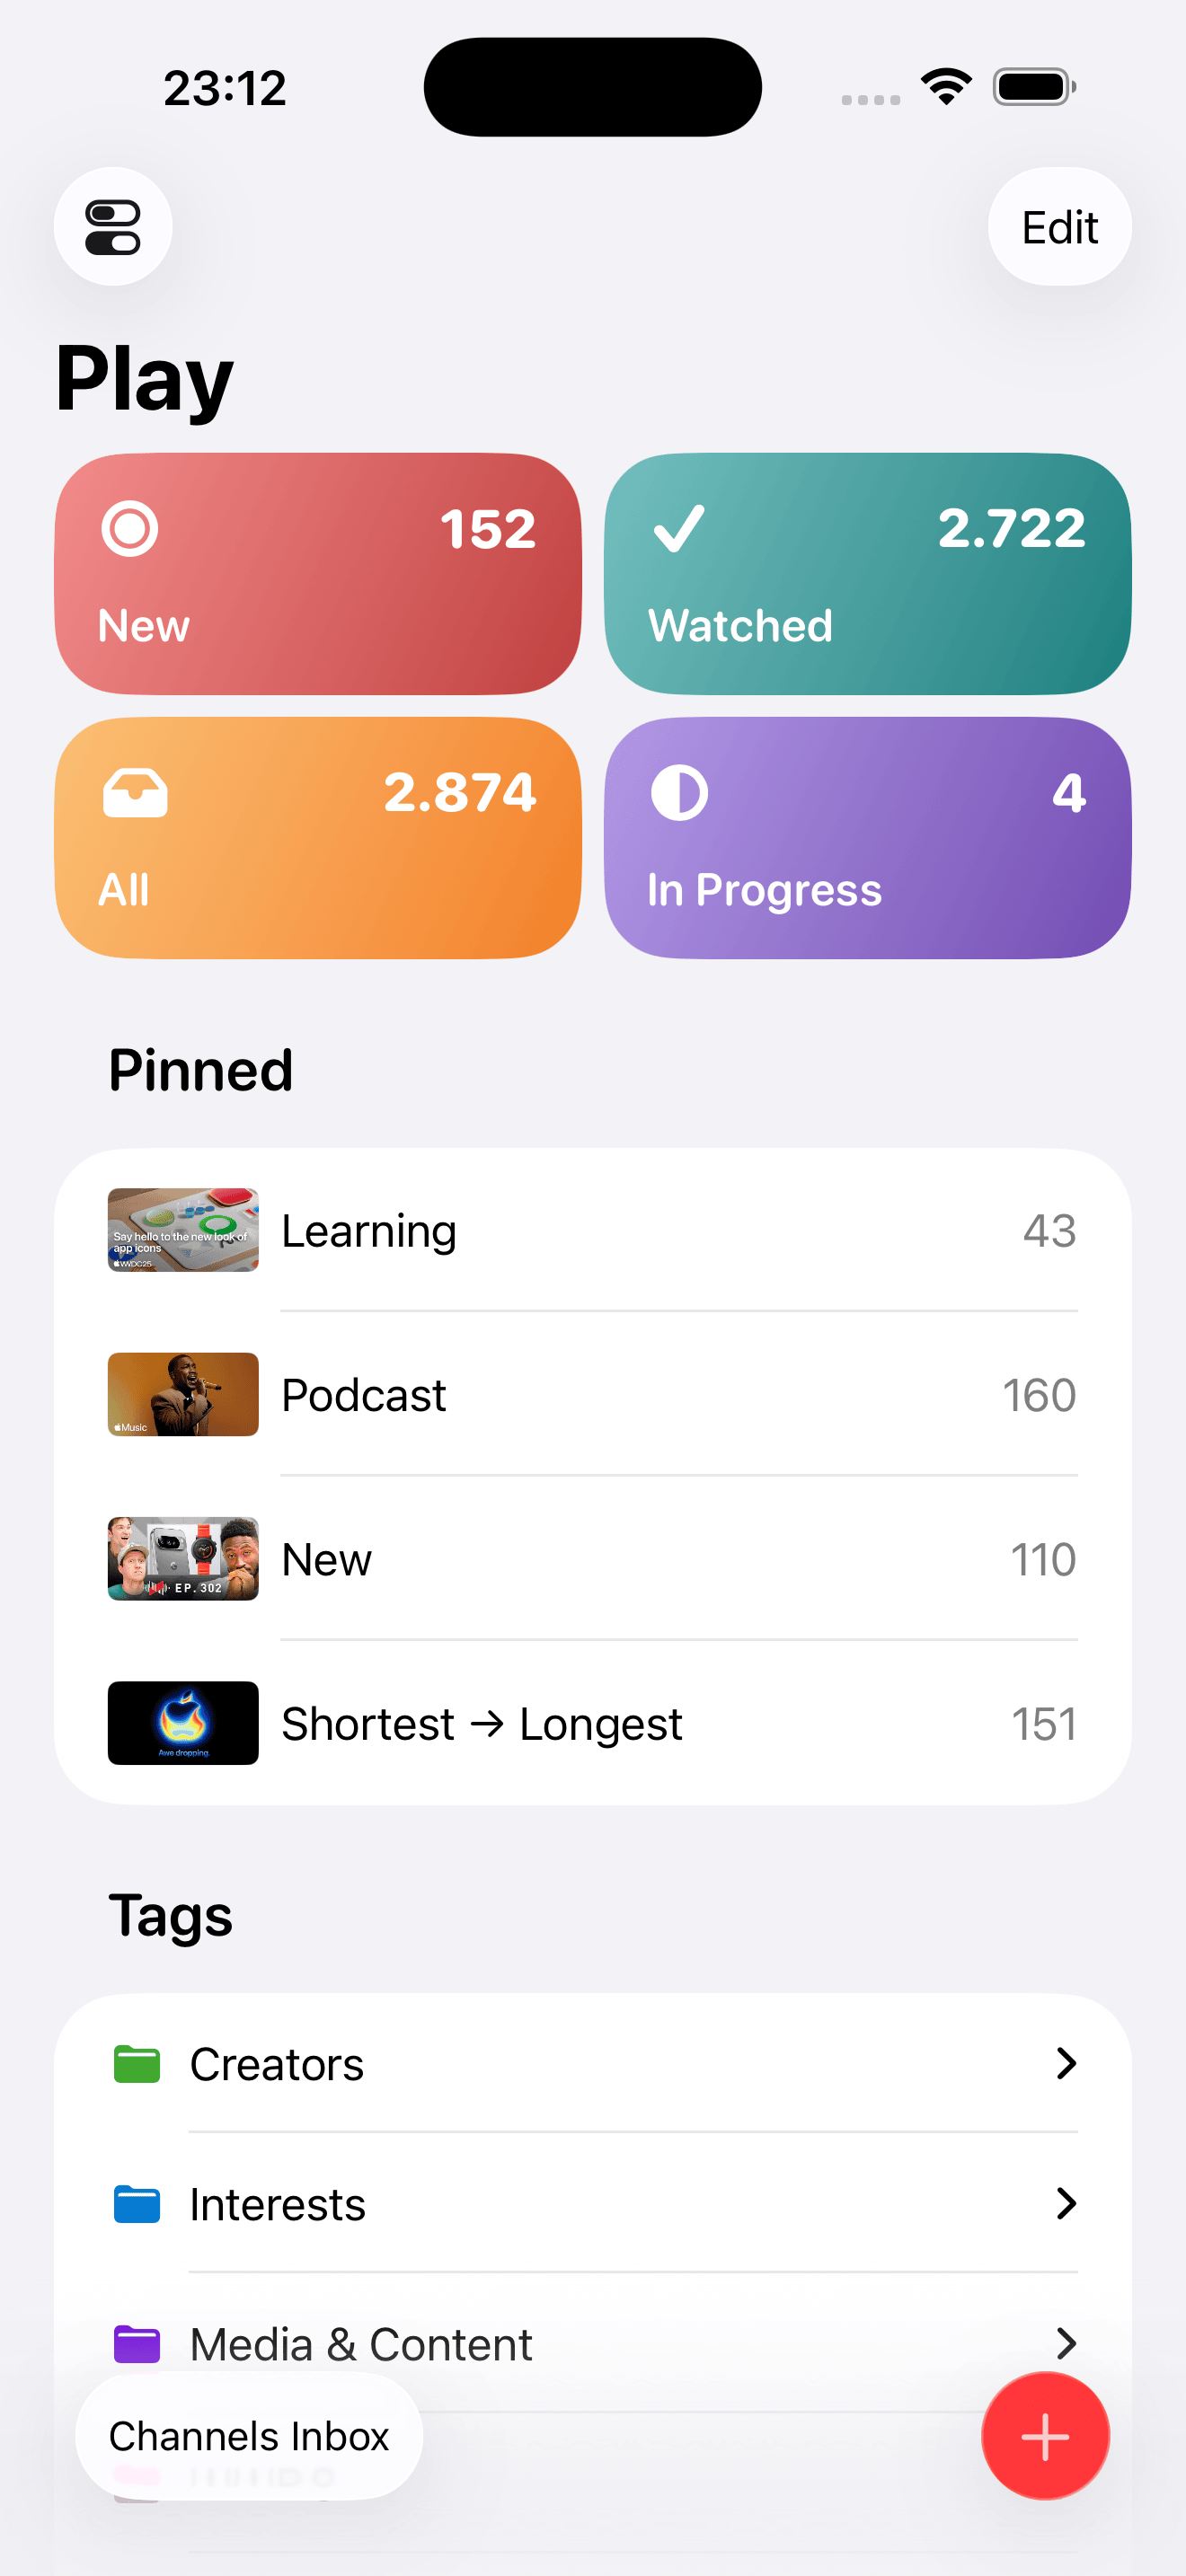 23:12
Edit
Play
152
New
2.722
Watched
2.874
All
4
In Progress
Pinned
Say hello to the new look of
app icons
WWDC25
Learning
43
Music
Podcast
160
EP. 302
New
110
Awe dropping.
Shortest → Longest
151
Tags
Creators
Interests
Media & Content
Channels Inbox